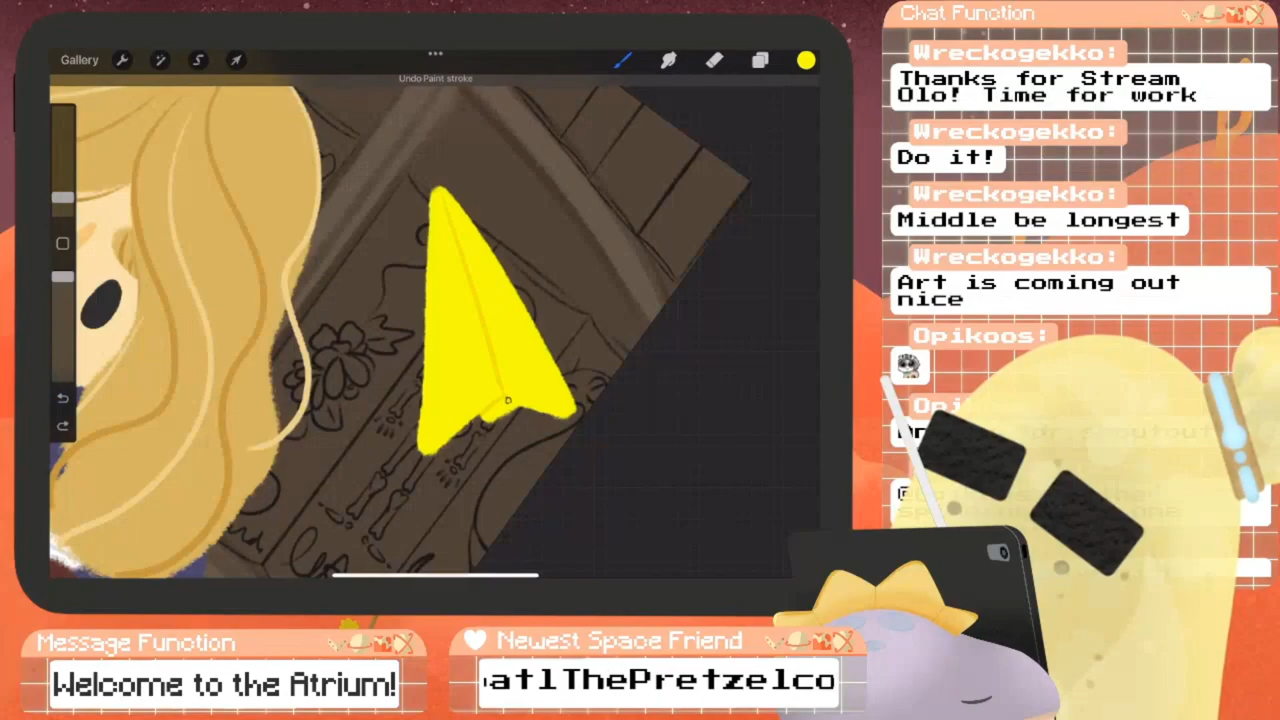 Chat Function
Wreckogekko:
Thanks for Stream
Olo! Time for work
Wreckogekko:
Do it!
Wreckogekko:
Middle be longest
Wreckogekko:
Art is coming out
nice
Opikoos:
Gallery
Undo Paint stroke
Message Function
Welcome to the Atrium!
Newest Space Friend
atlThePretzelco